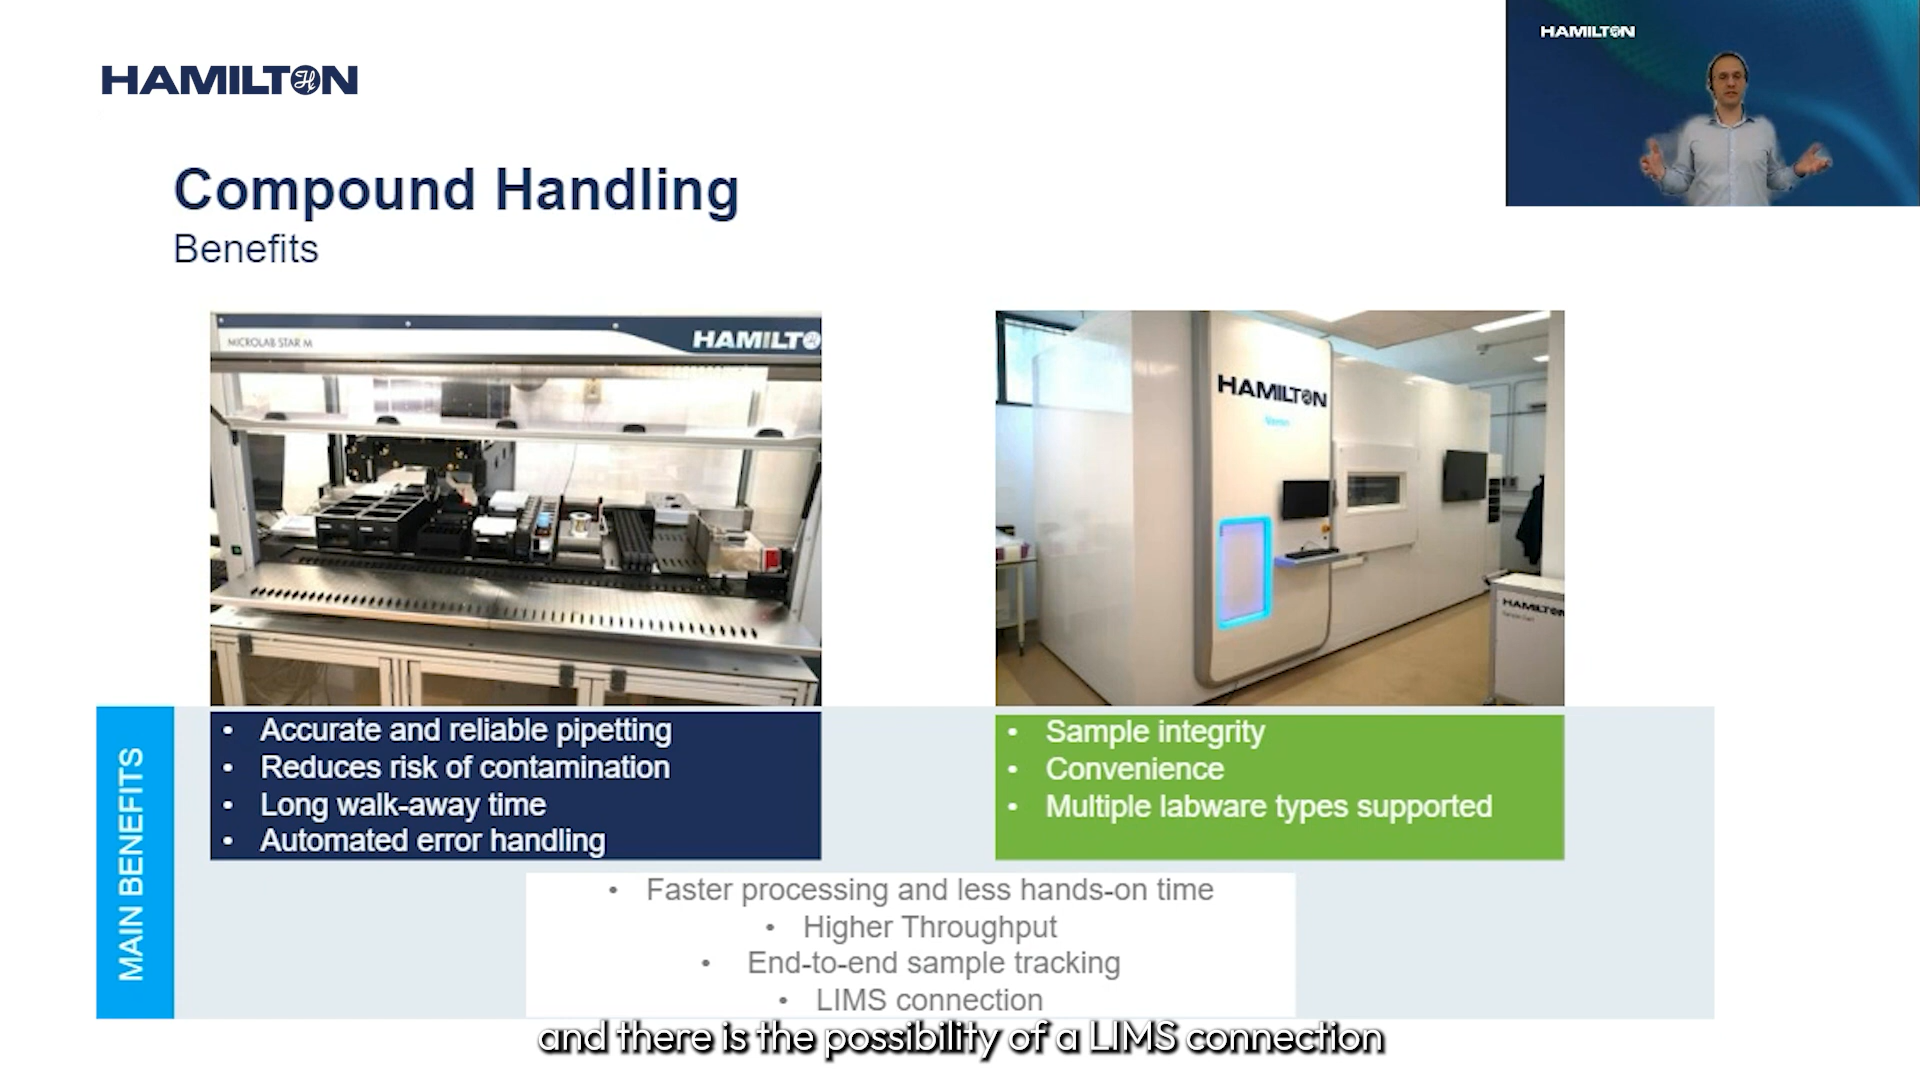 HAMILTON
HAMILTON
Compound Handling
Benefits
MICROLAB STAR M
HAMILTO
HAMILTON
HAMILTON
MAIN BENEFITS
• Accurate and reliable pipetting
• Reduces risk of contamination
• Long walk-away time
• Automated error handling
• Sample integrity
• Convenience
• Multiple labware types supported
• Faster processing and less hands-on time
• Higher Throughput
• End-to-end sample tracking
• LIMS connection
and there is the possibility of a LIMS connection